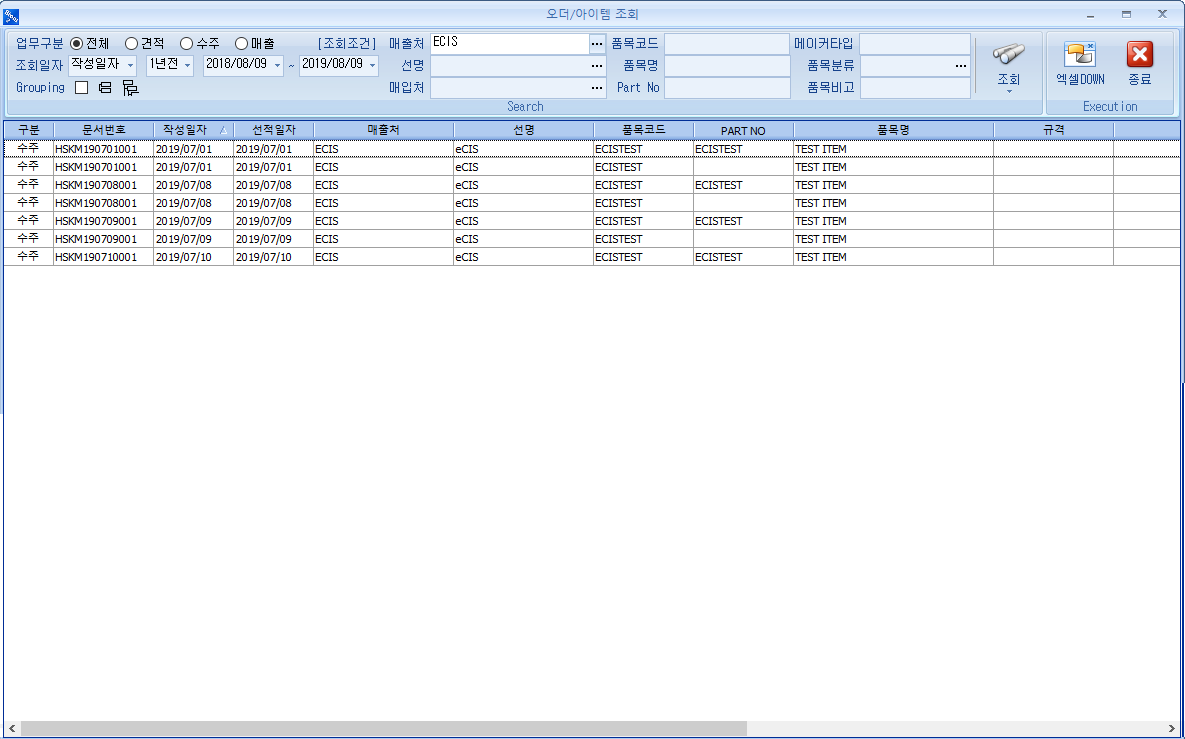 오더/아이템 조회
업무구분 전체 견적 수주 매출 [조회조건] 매출처 ECIS ... 품목코드 메이커타입
조회일자 작성일자 1년전 2018/08/09 ~ 2019/08/09 선명 ... 품목명 품목분류 ...
Grouping 매입처 ... Part No 품목비고
조회 엑셀DOWN 종료
Search Execution
구분 문서번호 작성일자 선적일자 매출처 선명 품목코드 PART NO 품목명 규격
수주 HSKM190701001 2019/07/01 2019/07/01 ECIS eCIS ECISTEST ECISTEST TEST ITEM
수주 HSKM190701001 2019/07/01 2019/07/01 ECIS eCIS ECISTEST TEST ITEM
수주 HSKM190708001 2019/07/08 2019/07/08 ECIS eCIS ECISTEST ECISTEST TEST ITEM
수주 HSKM190708001 2019/07/08 2019/07/08 ECIS eCIS ECISTEST TEST ITEM
수주 HSKM190709001 2019/07/09 2019/07/09 ECIS eCIS ECISTEST ECISTEST TEST ITEM
수주 HSKM190709001 2019/07/09 2019/07/09 ECIS eCIS ECISTEST TEST ITEM
수주 HSKM190710001 2019/07/10 2019/07/10 ECIS eCIS ECISTEST ECISTEST TEST ITEM